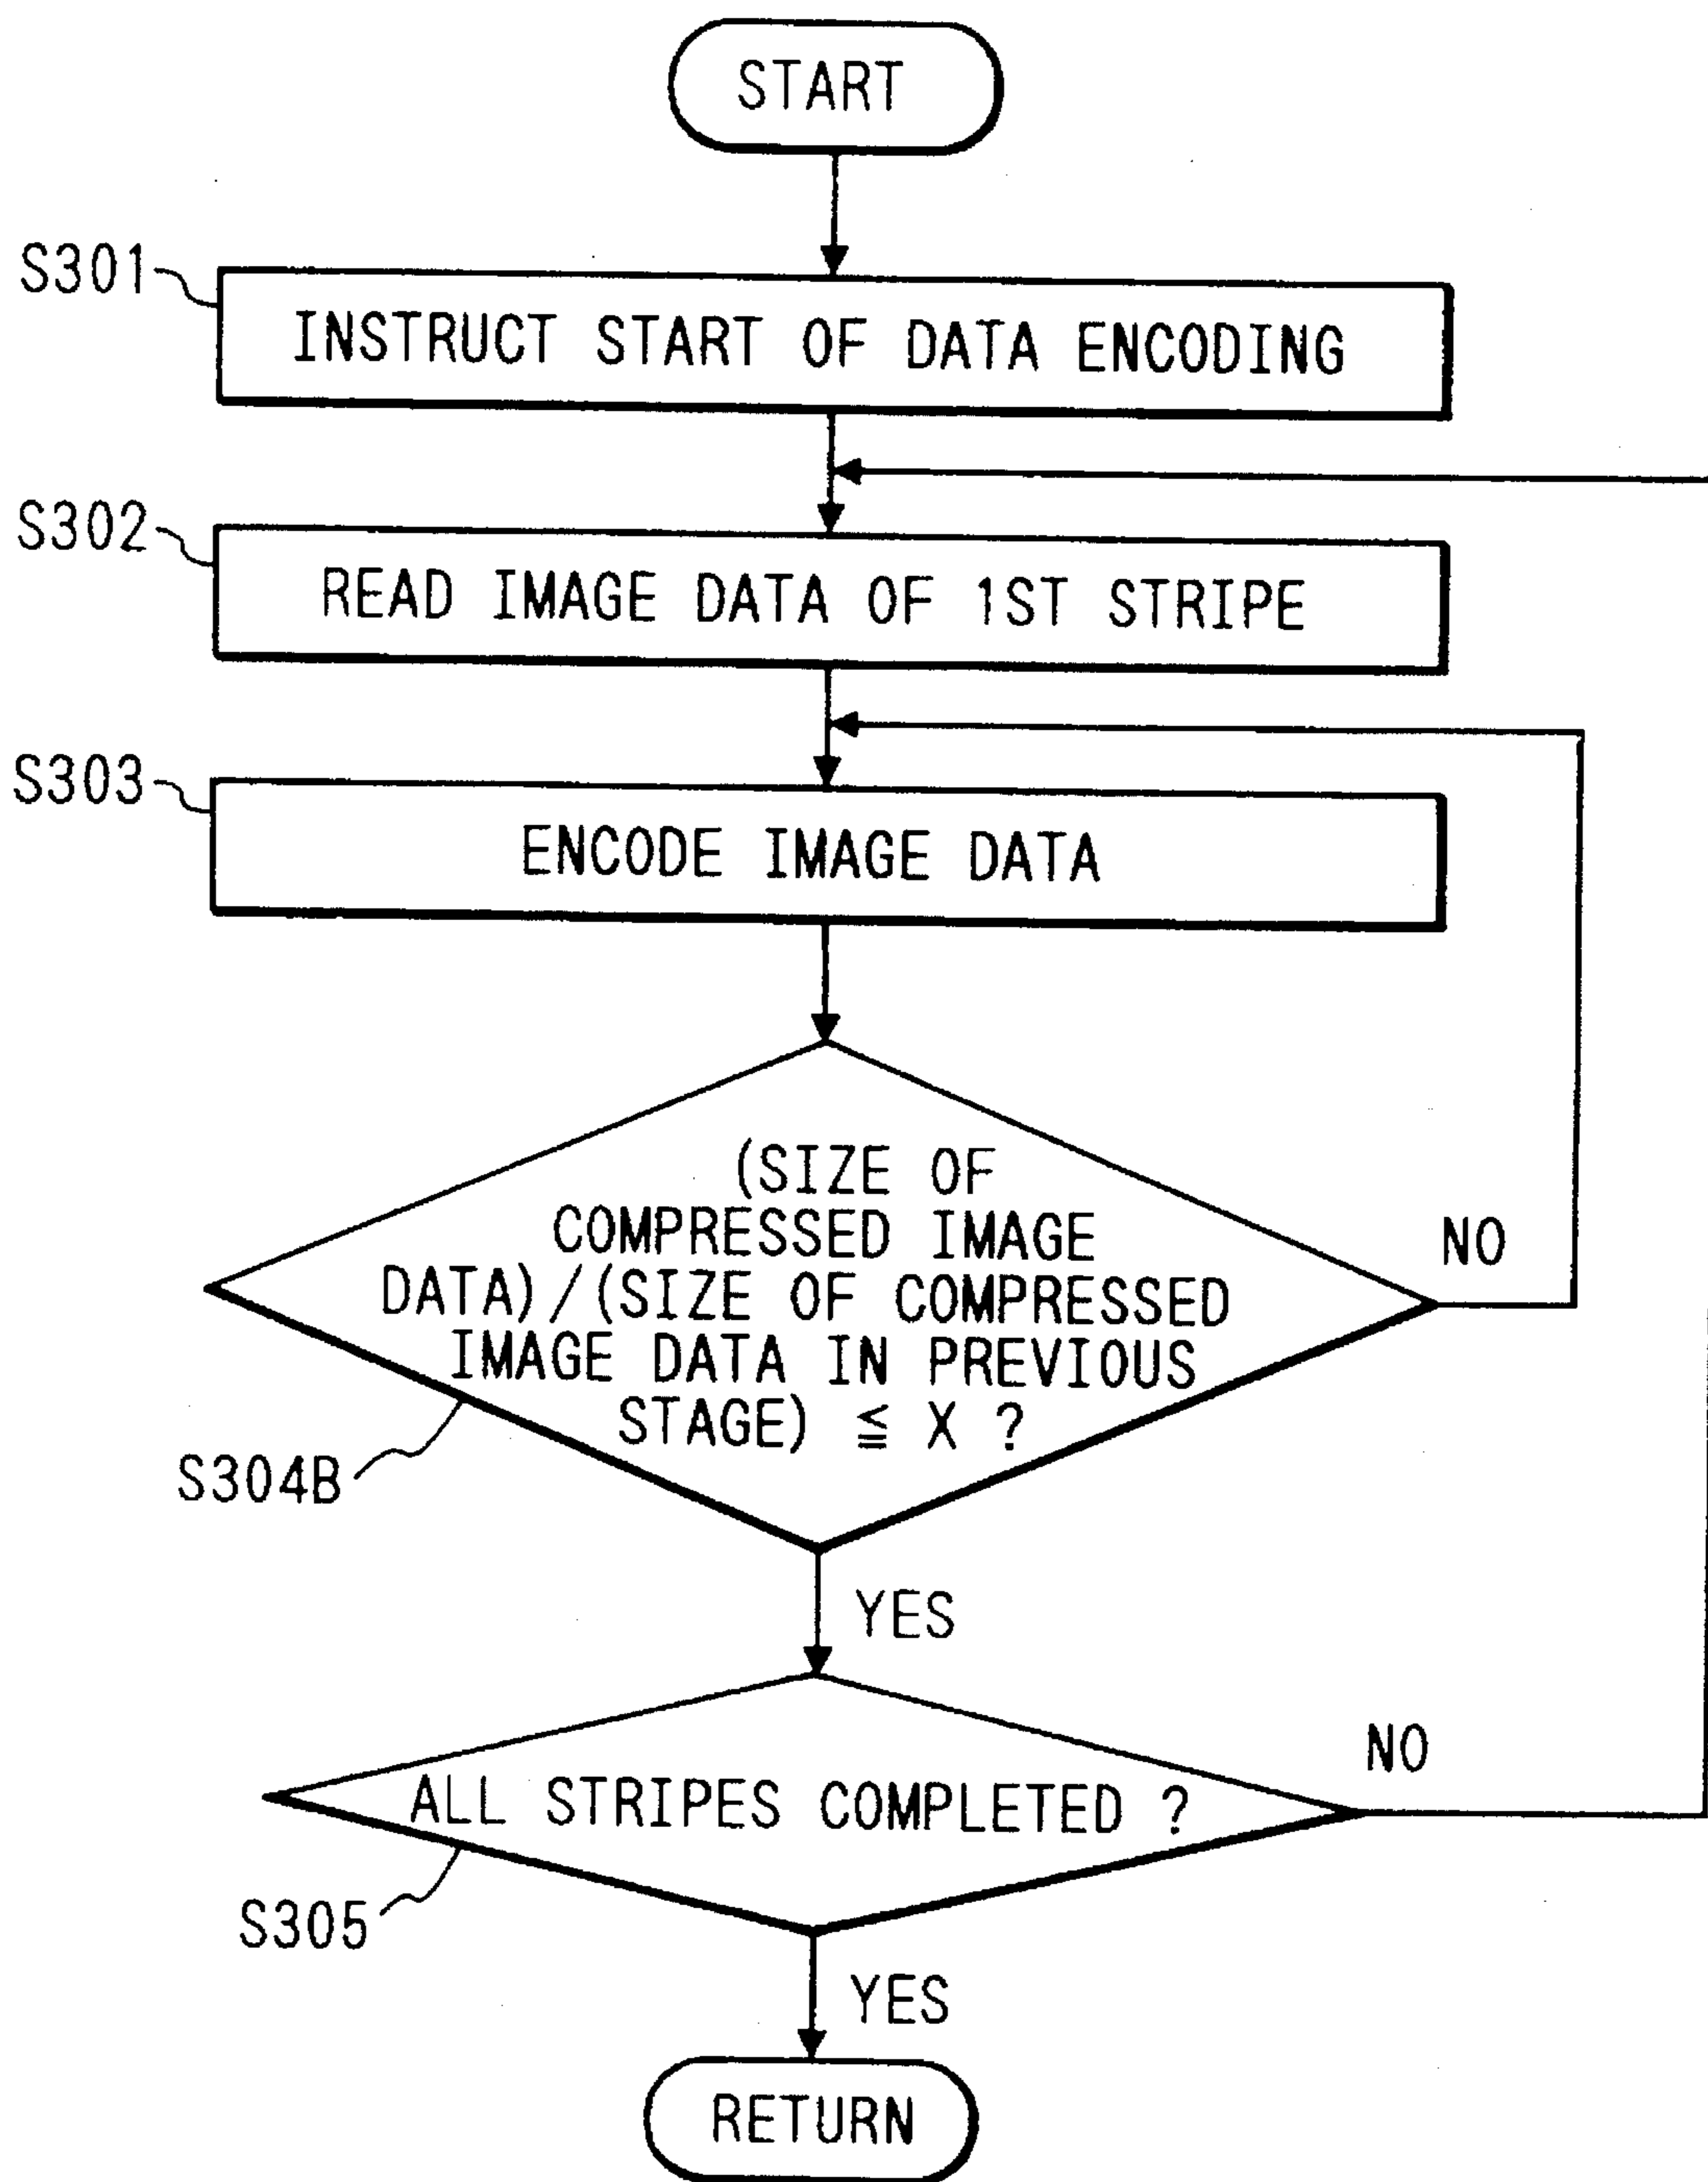 START
S301
INSTRUCT START OF DATA ENCODING
S302
READ IMAGE DATA OF 1ST STRIPE
S303
ENCODE IMAGE DATA
(SIZE OF
COMPRESSED IMAGE
DATA)/(SIZE OF COMPRESSED
IMAGE DATA IN PREVIOUS
STAGE) ≦ X ?
NO
S304B
YES
ALL STRIPES COMPLETED ?
NO
S305
YES
RETURN